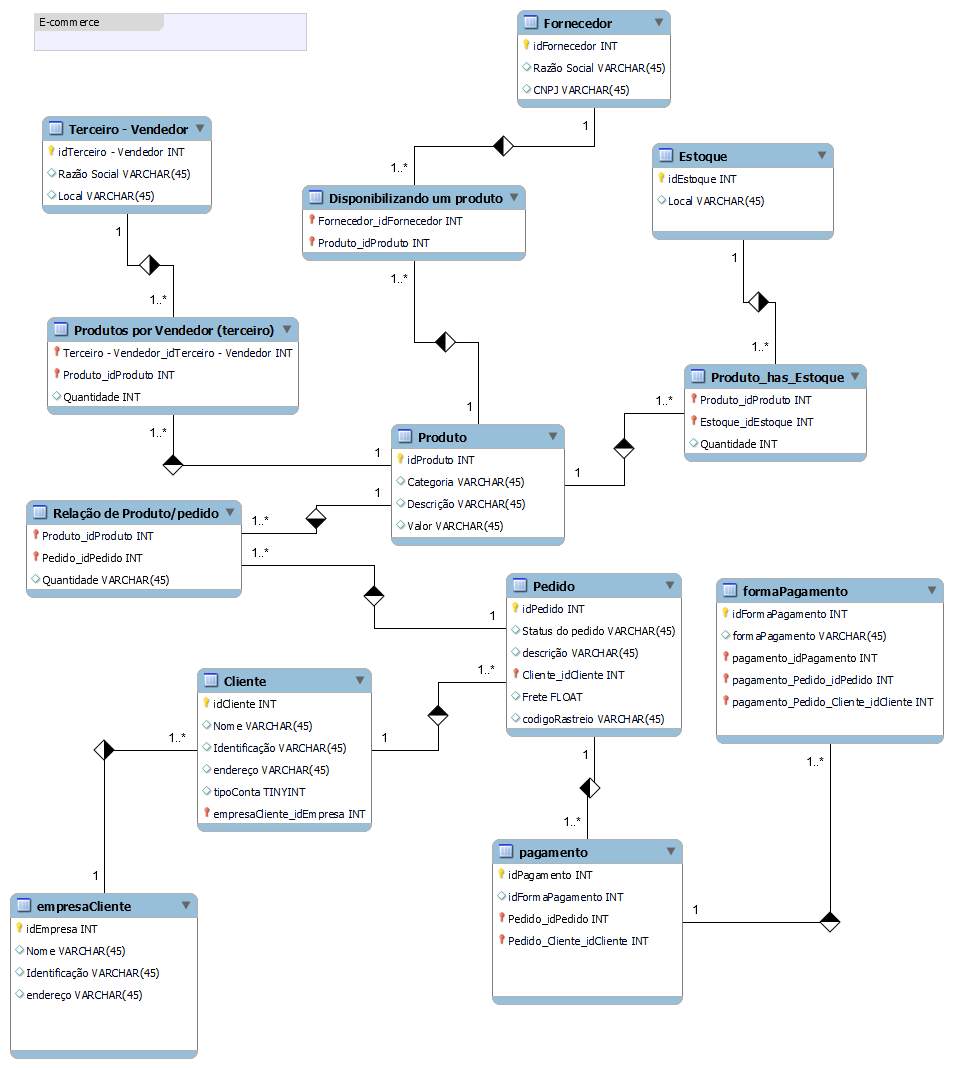 E-commerce
Fornecedor
idFornecedor INT
Razão Social VARCHAR(45)
CNPJ VARCHAR(45)
1
1..*
Terceiro - Vendedor
idTerceiro - Vendedor INT
Razão Social VARCHAR(45)
Local VARCHAR(45)
1
1..*
Estoque
idEstoque INT
Local VARCHAR(45)
1
1..*
Disponibilizando um produto
Fornecedor_idFornecedor INT
Produto_idProduto INT
1..*
1
Produtos por Vendedor (terceiro)
Terceiro - Vendedor_idTerceiro - Vendedor INT
Produto_idProduto INT
Quantidade INT
1..*
1
Produto_has_Estoque
Produto_idProduto INT
Estoque_idEstoque INT
Quantidade INT
1..*
1
Produto
idProduto INT
Categoria VARCHAR(45)
Descrição VARCHAR(45)
Valor VARCHAR(45)
1
1..*
Relação de Produto/pedido
Produto_idProduto INT
Pedido_idPedido INT
Quantidade VARCHAR(45)
1..*
1
Pedido
idPedido INT
Status do pedido VARCHAR(45)
descrição VARCHAR(45)
Cliente_idCliente INT
Frete FLOAT
codigoRastreio VARCHAR(45)
1..*
1
1
1..*
formaPagamento
idFormaPagamento INT
formaPagamento VARCHAR(45)
pagamento_idPagamento INT
pagamento_Pedido_idPedido INT
pagamento_Pedido_Cliente_idCliente INT
1..*
1
Cliente
idCliente INT
Nome VARCHAR(45)
Identificação VARCHAR(45)
endereço VARCHAR(45)
tipoConta TINYINT
empresaCliente_idEmpresa INT
1..*
1
pagamento
idPagamento INT
idFormaPagamento INT
Pedido_idPedido INT
Pedido_Cliente_idCliente INT
empresaCliente
idEmpresa INT
Nome VARCHAR(45)
Identificação VARCHAR(45)
endereço VARCHAR(45)